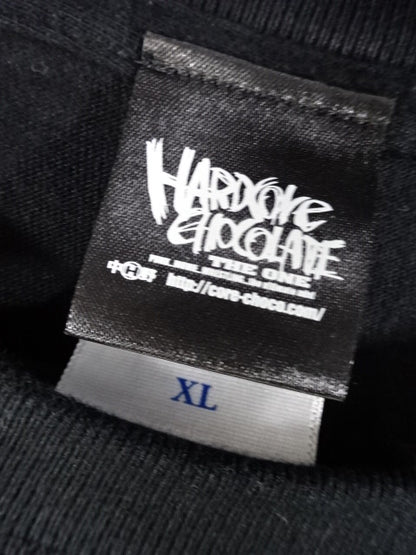 HARDCORE
CHOCOLATE
THE ONE
http://core-choco.com/
XL